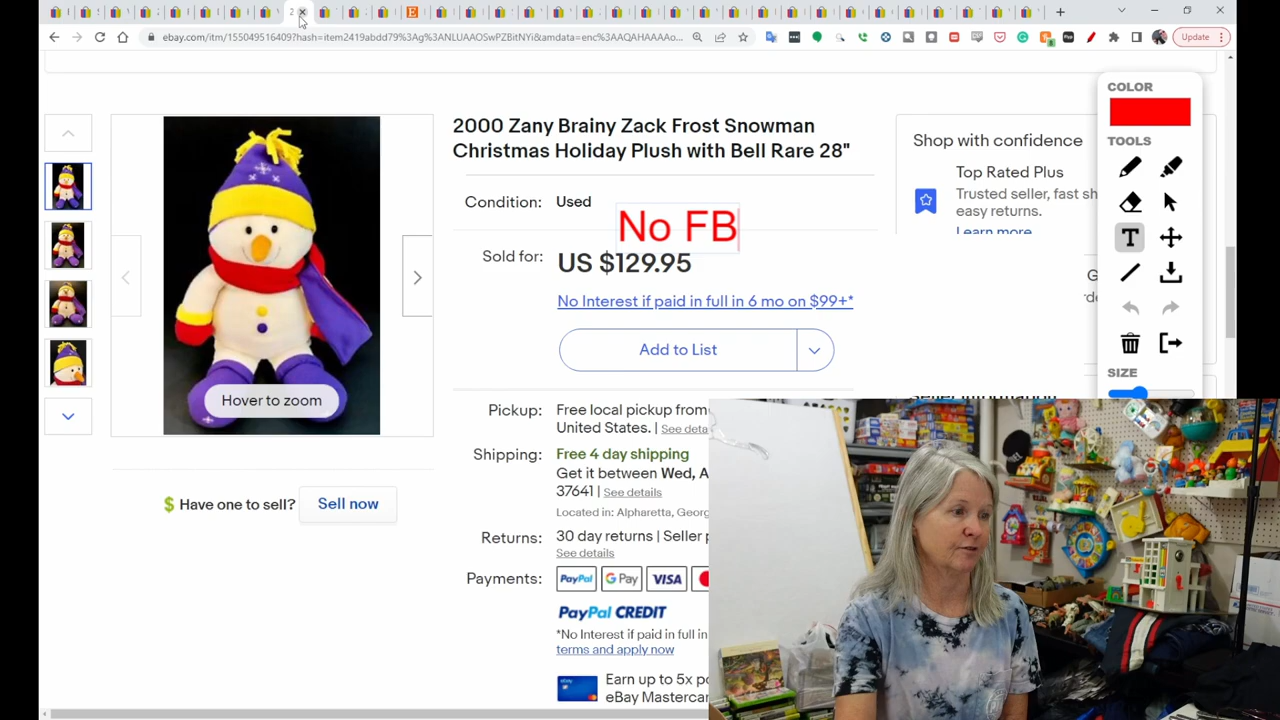 ebay.com/itm/155049516409?hash=item2419abdd79%3Ag%3ANLUAAOSwPZBitNYi&amdata=enc%3AAQAHAAAAo...
Update
COLOR
TOOLS
T
SIZE
2000 Zany Brainy Zack Frost Snowman
Christmas Holiday Plush with Bell Rare 28"
Condition: Used
No FB
Sold for: US $129.95
No Interest if paid in full in 6 mo on $99+*
Add to List
Shop with confidence
Top Rated Plus
Trusted seller, fast sh
easy returns.
Learn more
Hover to zoom
Have one to sell? Sell now
Pickup: Free local pickup from
United States. | See deta
Shipping: Free 4 day shipping
Get it between Wed, A
37641 | See details
Located in: Alpharetta, Georg
Returns: 30 day returns | Seller p
See details
Payments: PayPal G Pay VISA
PayPal CREDIT
*No Interest if paid in full in
terms and apply now
Earn up to 5x po
eBay Mastercar